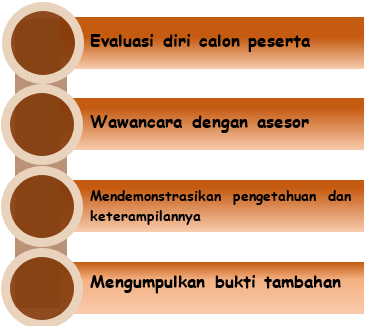 Evaluasi diri calon peserta
Wawancara dengan asesor
Mendemonstrasikan pengetahuan dan
keterampilannya
Mengumpulkan bukti tambahan